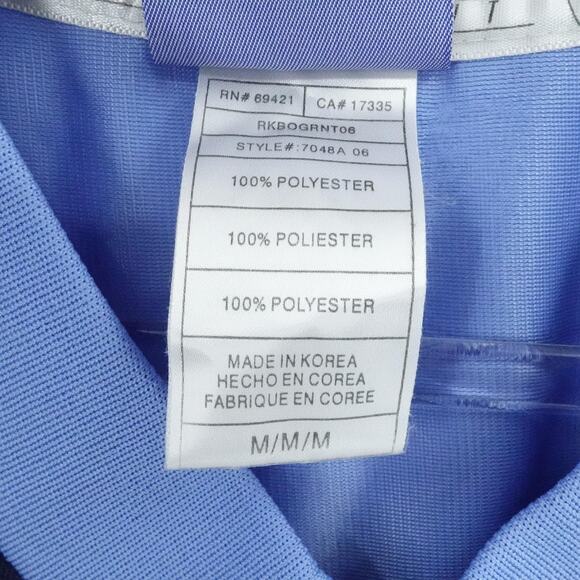 RN# 69421 CA# 17335
RKBOGRNT06
STYLE#:7048A 06
100% POLYESTER
100% POLIESTER
100% POLYESTER
MADE IN KOREA
HECHO EN COREA
FABRIQUE EN COREE
M/M/M